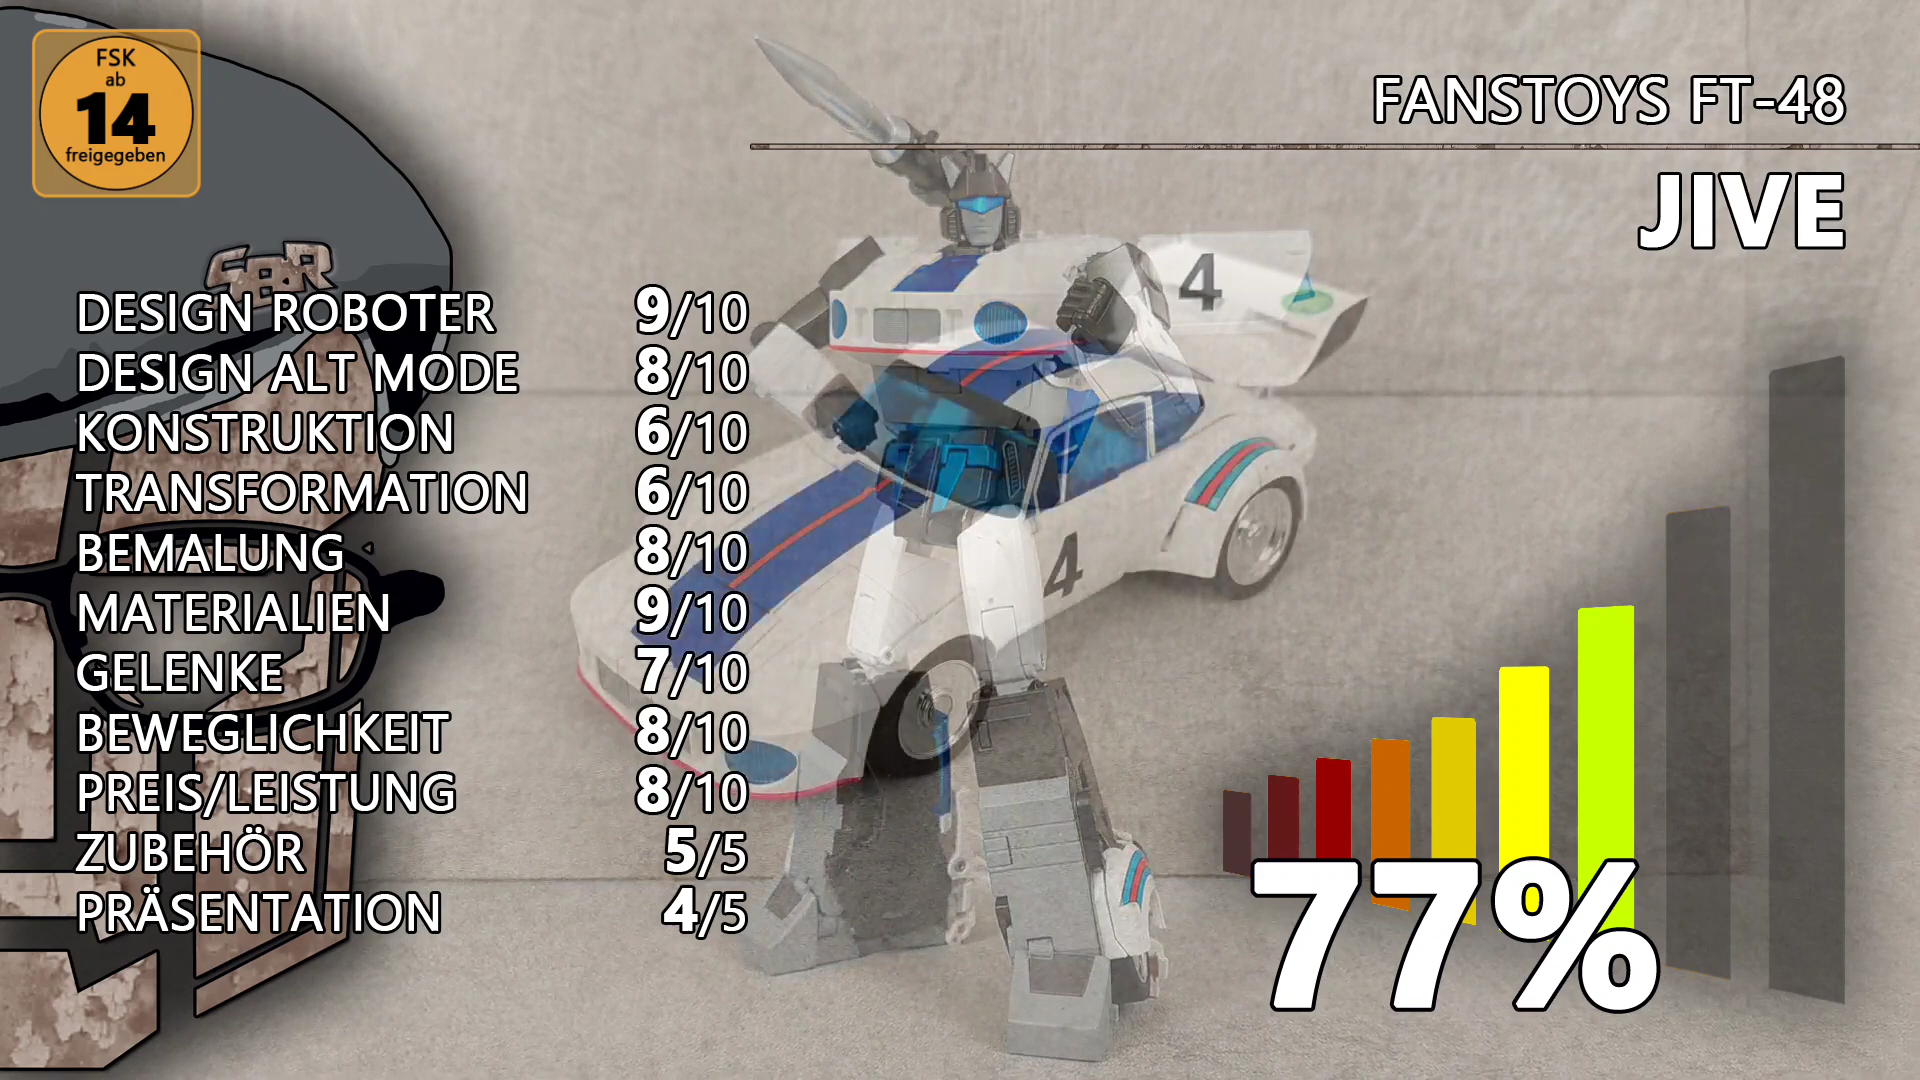 FSK
ab
14
freigegeben
FANSTOYS FT-48
JIVE
GBR
DESIGN ROBOTER 9/10
DESIGN ALT MODE 8/10
KONSTRUKTION 6/10
TRANSFORMATION 6/10
BEMALUNG 8/10
MATERIALIEN 9/10
GELENKE 7/10
BEWEGLICHKEIT 8/10
PREIS/LEISTUNG 8/10
ZUBEHÖR 5/5
PRÄSENTATION 4/5
4
4
77%